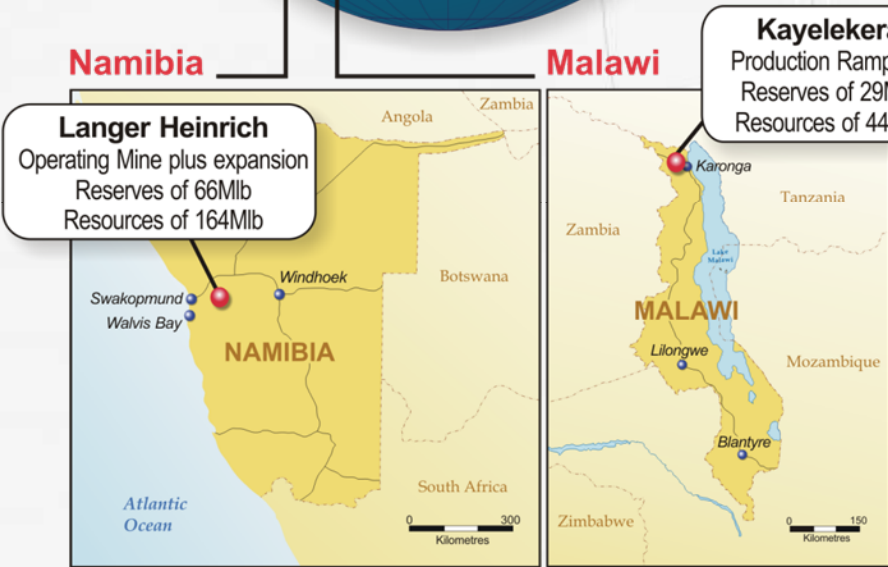 Namibia
Malawi
Kayelekera
Production Ramp
Reserves of 29M
Resources of 44
Langer Heinrich
Operating Mine plus expansion
Reserves of 66Mlb
Resources of 164Mlb
Angola
Zambia
Botswana
Windhoek
Swakopmund
Walvis Bay
NAMIBIA
South Africa
Atlantic
Ocean
0 300
Kilometres
Karonga
Tanzania
Zambia
Lake
Malawi
MALAWI
Lilongwe
Mozambique
Blantyre
Zimbabwe
0 150
Kilometres